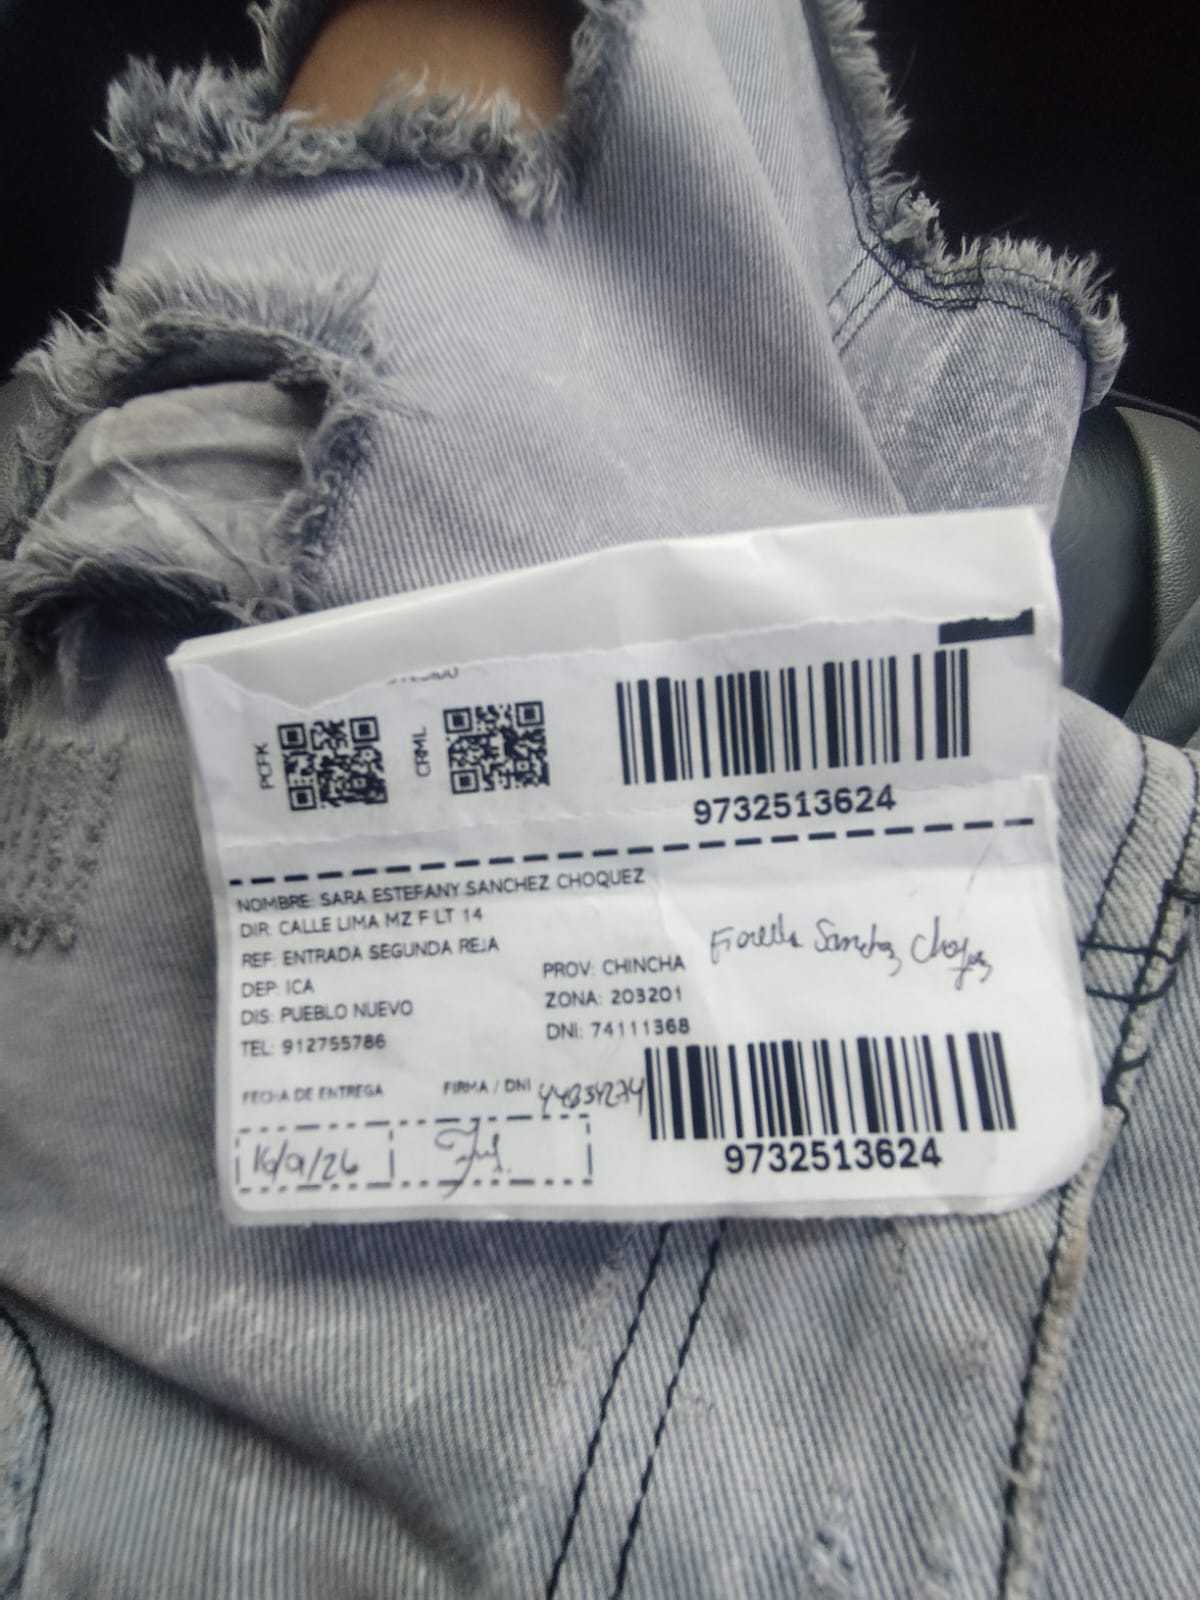 PCFK
CRML
9732513624
NOMBRE: SARA ESTEFANY SANCHEZ CHOQUEZ
DIR: CALLE LIMA MZ F LT 14
REF: ENTRADA SEGUNDA REJA
DEP: ICA
PROV: CHINCHA
DIS: PUEBLO NUEVO
ZONA: 203201
TEL: 912755786
DNI: 74111368
Fiorella Sanchez
FECHA DE ENTREGA
FIRMA / DNI
16/9/26
9732513624